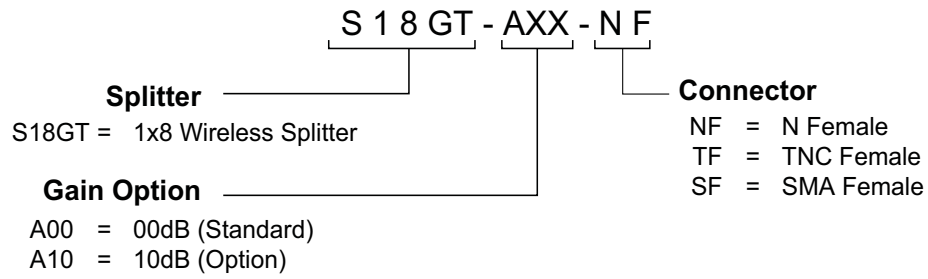 S 1 8 GT - AXX - N F
Splitter
S18GT = 1x8 Wireless Splitter
Gain Option
A00 = 00dB (Standard)
A10 = 10dB (Option)
Connector
NF = N Female
TF = TNC Female
SF = SMA Female